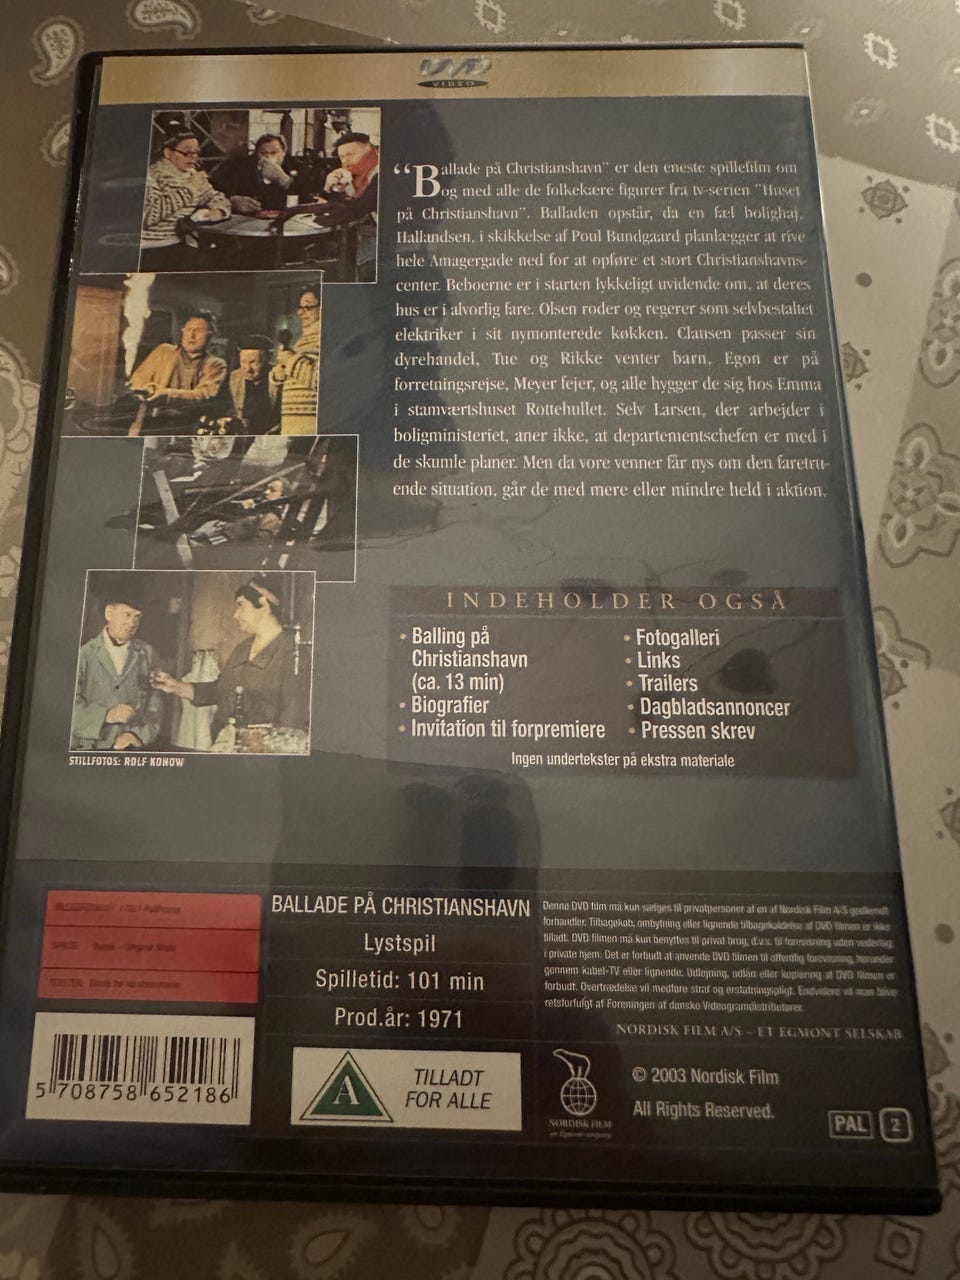 DVD
VIDEO
“Ballade på Christianshavn” er den eneste spillefilm om
og med alle de folkekære figurer fra tv-serien "Huset
på Christianshavn". Balladen opstår, da en fæl bolighaj,
Hallandsen, i skikkelse af Poul Bundgaard planlægger at rive
hele Amagergade ned for at opføre et stort Christianshavns-
center. Beboerne er i starten lykkeligt uvidende om, at deres
hus er i alvorlig fare. Olsen roder og regerer som selvbestaltet
elektriker i sit nymonterede køkken. Clausen passer sin
dyrehandel, Tue og Rikke venter barn, Egon er på
forretningsrejse, Meyer fejer, og alle hygger de sig hos Emma
i stamværtshuset Rottehullet. Selv Larsen, der arbejder i
boligministeriet, aner ikke, at departementschefen er med i
de skumle planer. Men da vore venner får nys om den faretru-
ende situation, går de med mere eller mindre held i aktion.
STILLFOTOS: ROLF KONOW
INDEHOLDER OGSÅ
• Balling på
Christianshavn
(ca. 13 min)
• Biografier
• Invitation til forpremiere
• Fotogalleri
• Links
• Trailers
• Dagbladsannoncer
• Pressen skrev
Ingen undertekster på ekstra materiale
BALLADE PÅ CHRISTIANSHAVN
Lystspil
Spilletid: 101 min
Prod.år: 1971
Denne DVD film må kun sælges til privatpersoner af en af Nordisk Film A/S godkendt
forhandler. Tilbagekøb, ombytning eller lignende tilbagekøbelse af DVD filmen er ikke
tilladt. DVD filmen må kun benyttes til privat brug, d.v.s. til forevisning uden vederlag
i private hjem. Det er forbudt at anvende DVD filmen til offentlig forevisning, herunder
gennem kabel-TV eller lignende. Udlejning, udlån eller kopiering af DVD filmen er
forbudt. Overtrædelse vil medføre straf og erstatningspligt. Endvidere vil man blive
retsforfulgt af Foreningen af danske Videogramdistributører.
NORDISK FILM A/S – ET EGMONT SELSKAB
5 708758 652186
A
TILLADT
FOR ALLE
NORDISK FILM
an Egmont company
© 2003 Nordisk Film
All Rights Reserved.
PAL
2